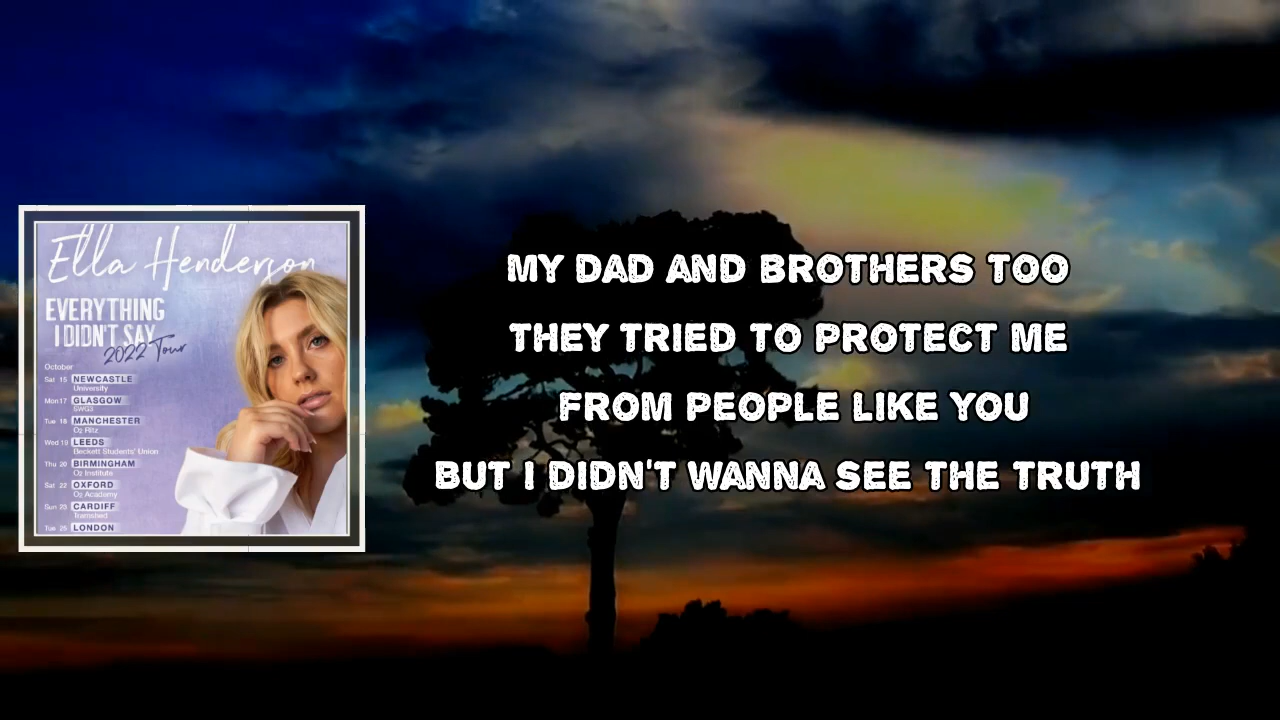 Ella Henderson
EVERYTHING
I DIDN'T SAY
2022 Tour
October
Sat 15 NEWCASTLE
University
Mon 17 GLASGOW
SWG3
Tue 18 MANCHESTER
O2 Ritz
Wed 19 LEEDS
Beckett Students' Union
Thu 20 BIRMINGHAM
O2 Institute
Sat 22 OXFORD
O2 Academy
Sun 23 CARDIFF
Tramshed
Tue 25 LONDON
MY DAD AND BROTHERS TOO
THEY TRIED TO PROTECT ME
FROM PEOPLE LIKE YOU
BUT I DIDN'T WANNA SEE THE TRUTH